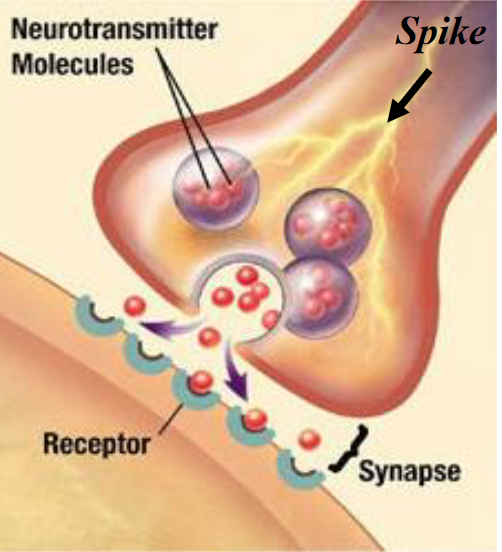 Neurotransmitter
Molecules
Spike
Receptor
Synapse